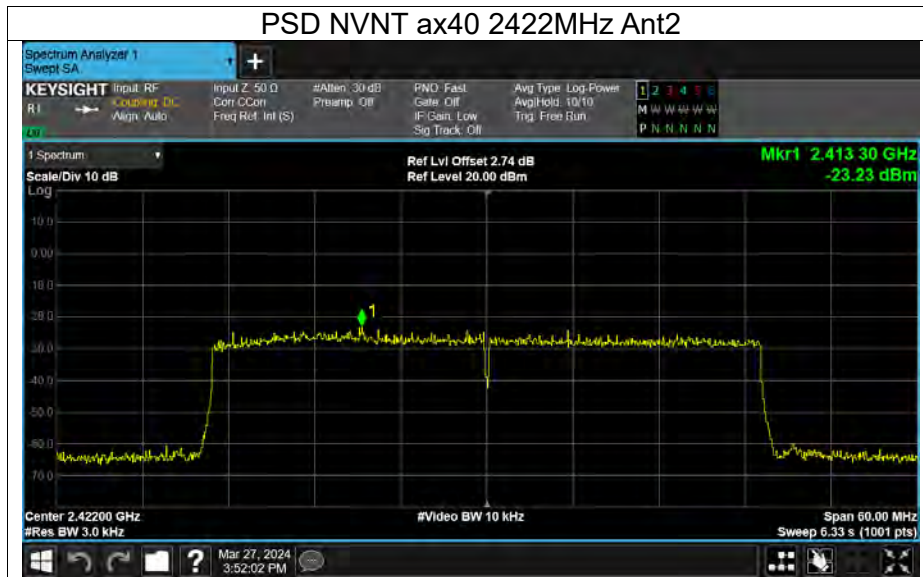 PSD NVNT ax40 2422MHz Ant2
Spectrum Analyzer 1
Swept SA
+
KEYSIGHT Input: RF Input Z: 50 Ω #Atten: 30 dB PNO: Fast Avg Type: Log-Power 1 2 3 4 5 6
Coupling: DC Corr CCorr Preamp: Off Gate: Off Avg|Hold: 10/10 M W W W W W
Align: Auto Freq Ref: Int (S) IF Gain: Low Trig: Free Run
Sig Track: Off P N N N N N
1 Spectrum Ref Lvl Offset 2.74 dB Mkr1 2.413 30 GHz
Scale/Div 10 dB Ref Level 20.00 dBm -23.23 dBm
Log
10.0
0.00
1
-40.0
-50.0
-60.0
-70.0
Center 2.42200 GHz #Video BW 10 kHz Span 60.00 MHz
#Res BW 3.0 kHz Sweep 6.33 s (1001 pts)
? Mar 27, 2024
3:52:02 PM